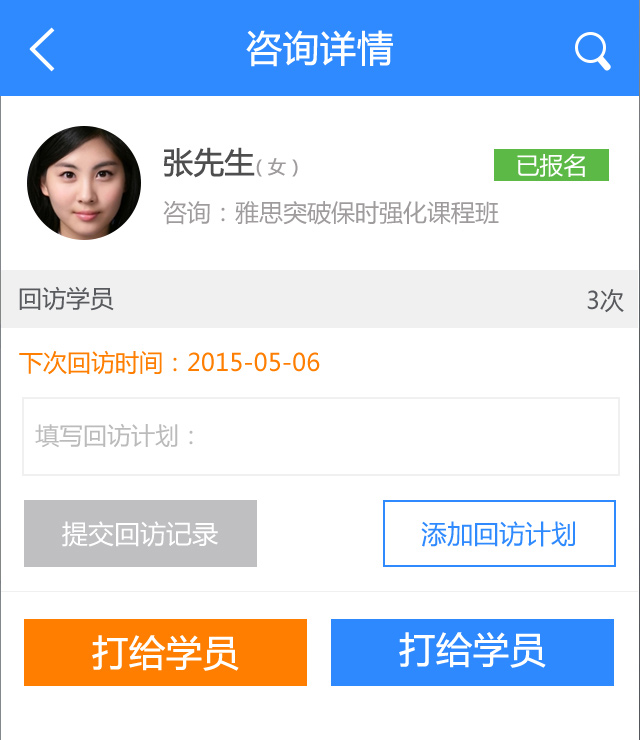 咨询详情
张先生( 女 )
已报名
咨询：雅思突破保时强化课程班
回访学员
3次
下次回访时间：2015-05-06
填写回访计划：
提交回访记录
添加回访计划
打给学员
打给学员